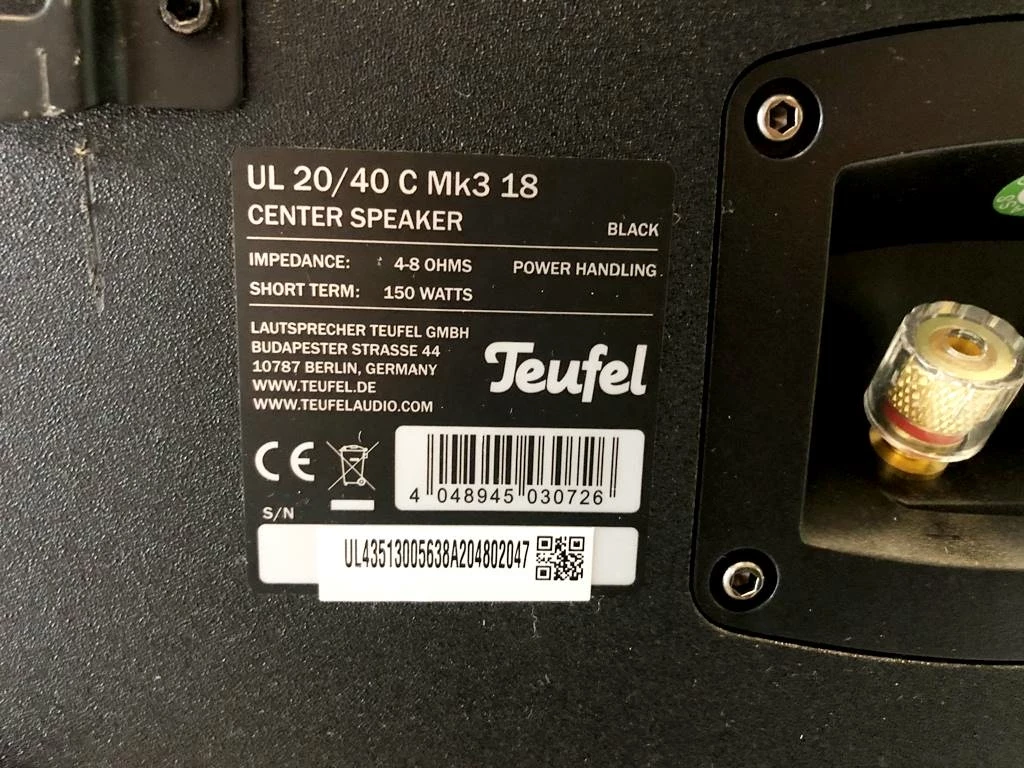 UL 20/40 C Mk3 18
CENTER SPEAKER
BLACK
IMPEDANCE: 4-8 OHMS POWER HANDLING
SHORT TERM: 150 WATTS
LAUTSPRECHER TEUFEL GMBH
BUDAPESTER STRASSE 44
10787 BERLIN, GERMANY
WWW.TEUFEL.DE
WWW.TEUFELAUDIO.COM
Teufel
CE
4 048945 030726
S/N
UL43513005638A204802047